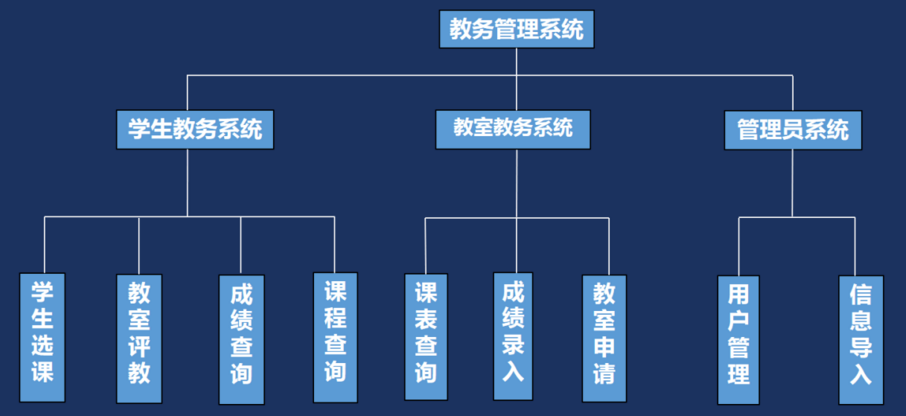 教务管理系统
学生教务系统
教室教务系统
管理员系统
学生选课
教室评教
成绩查询
课程查询
课表查询
成绩录入
教室申请
用户管理
信息导入